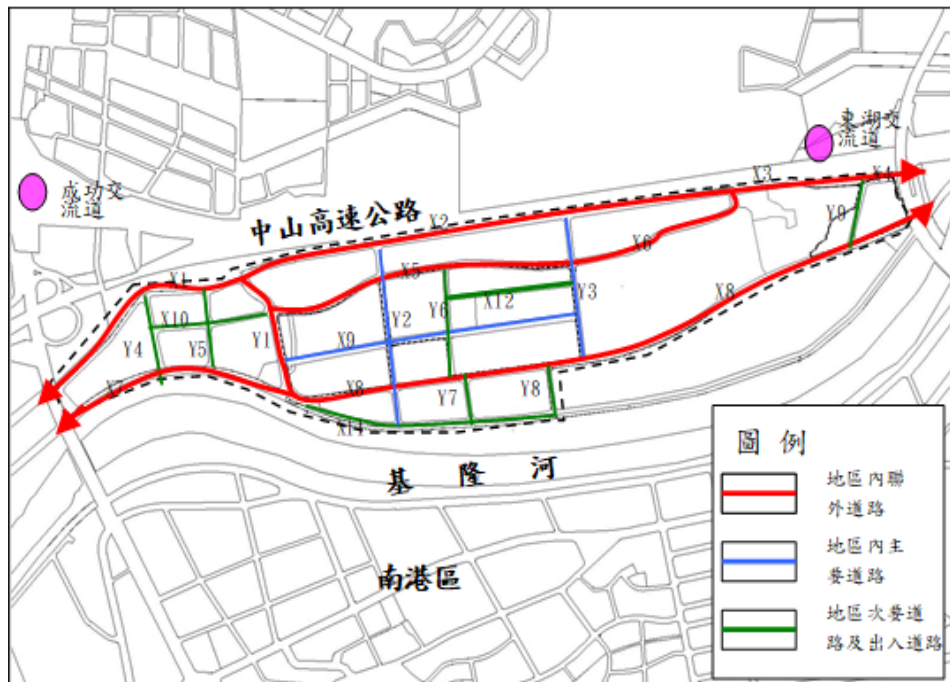 東湖交
流道
成功交
流道
中山高速公路
X1
X2
X3
X4
X5
X6
X10
Y1
Y2
Y3
Y4
Y5
Y6
X12
X9
Y9
X8
X7
X8
Y7
Y8
X14
基隆河
南港區
圖例
地區內聯
外道路
地區內主
要道路
地區次要道
路及出入道路